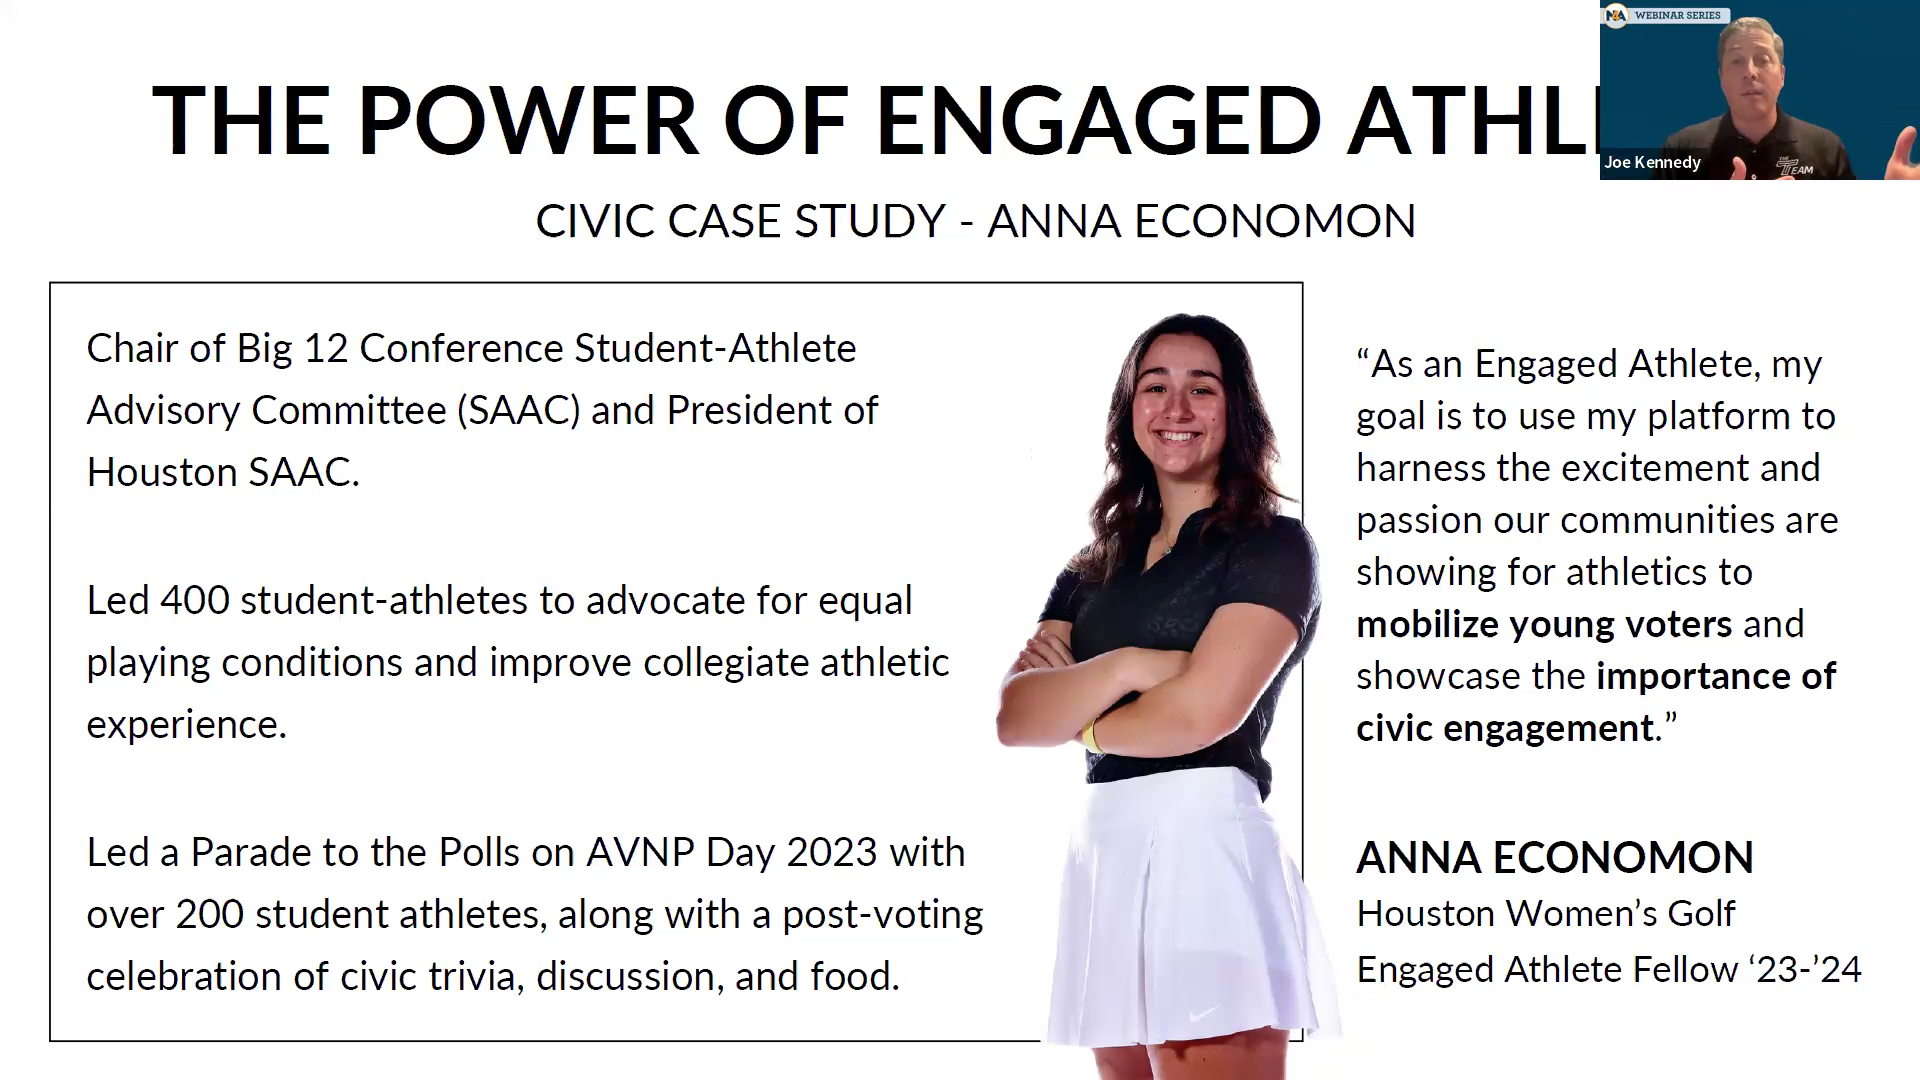 N4A WEBINAR SERIES
THE POWER OF ENGAGED ATHL
Joe Kennedy
THE TEAM
CIVIC CASE STUDY - ANNA ECONOMON
Chair of Big 12 Conference Student-Athlete
Advisory Committee (SAAC) and President of
Houston SAAC.
Led 400 student-athletes to advocate for equal
playing conditions and improve collegiate athletic
experience.
Led a Parade to the Polls on AVNP Day 2023 with
over 200 student athletes, along with a post-voting
celebration of civic trivia, discussion, and food.
“As an Engaged Athlete, my
goal is to use my platform to
harness the excitement and
passion our communities are
showing for athletics to
mobilize young voters and
showcase the importance of
civic engagement.”
ANNA ECONOMON
Houston Women’s Golf
Engaged Athlete Fellow ‘23-’24